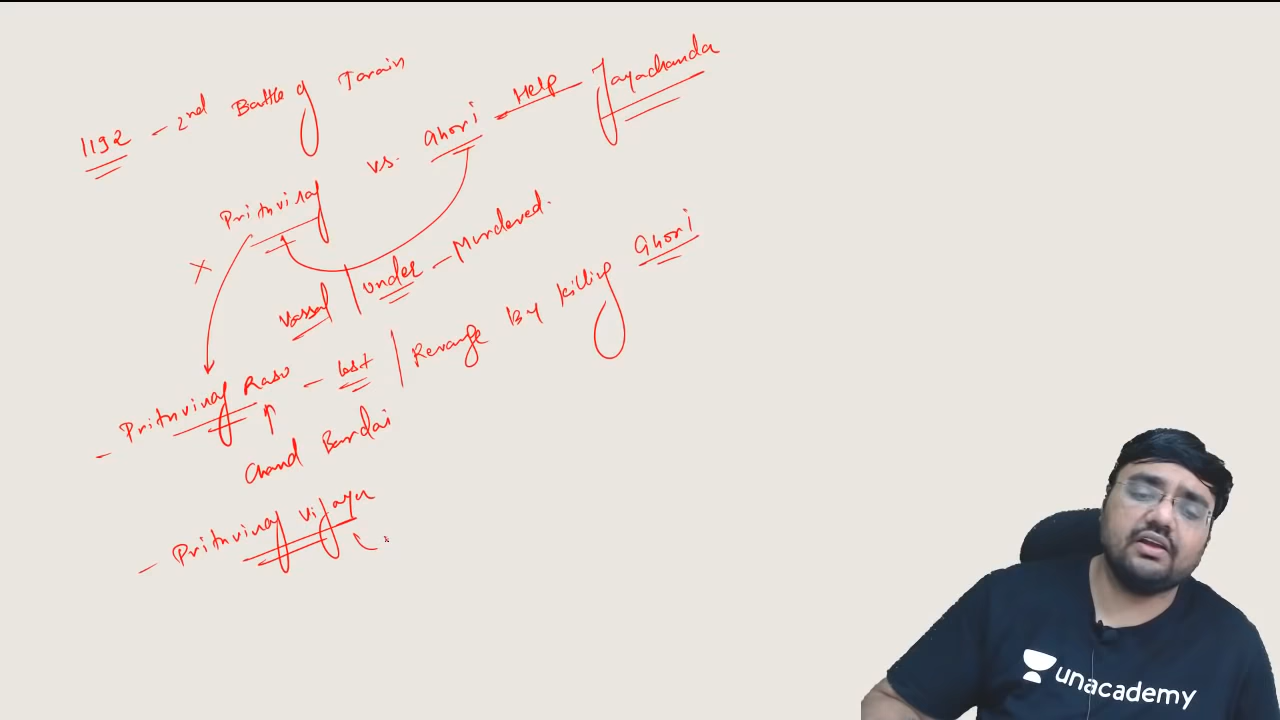 1192 - 2nd Battle of Tarain
Prithviraj vs. Ghori - Help Jayachanda
Vassal | under - Murdered.
- Prithviraj Raso - last | Revange By killing Ghori
Chand Bardai
- Prithviraj Vijaya
unacademy